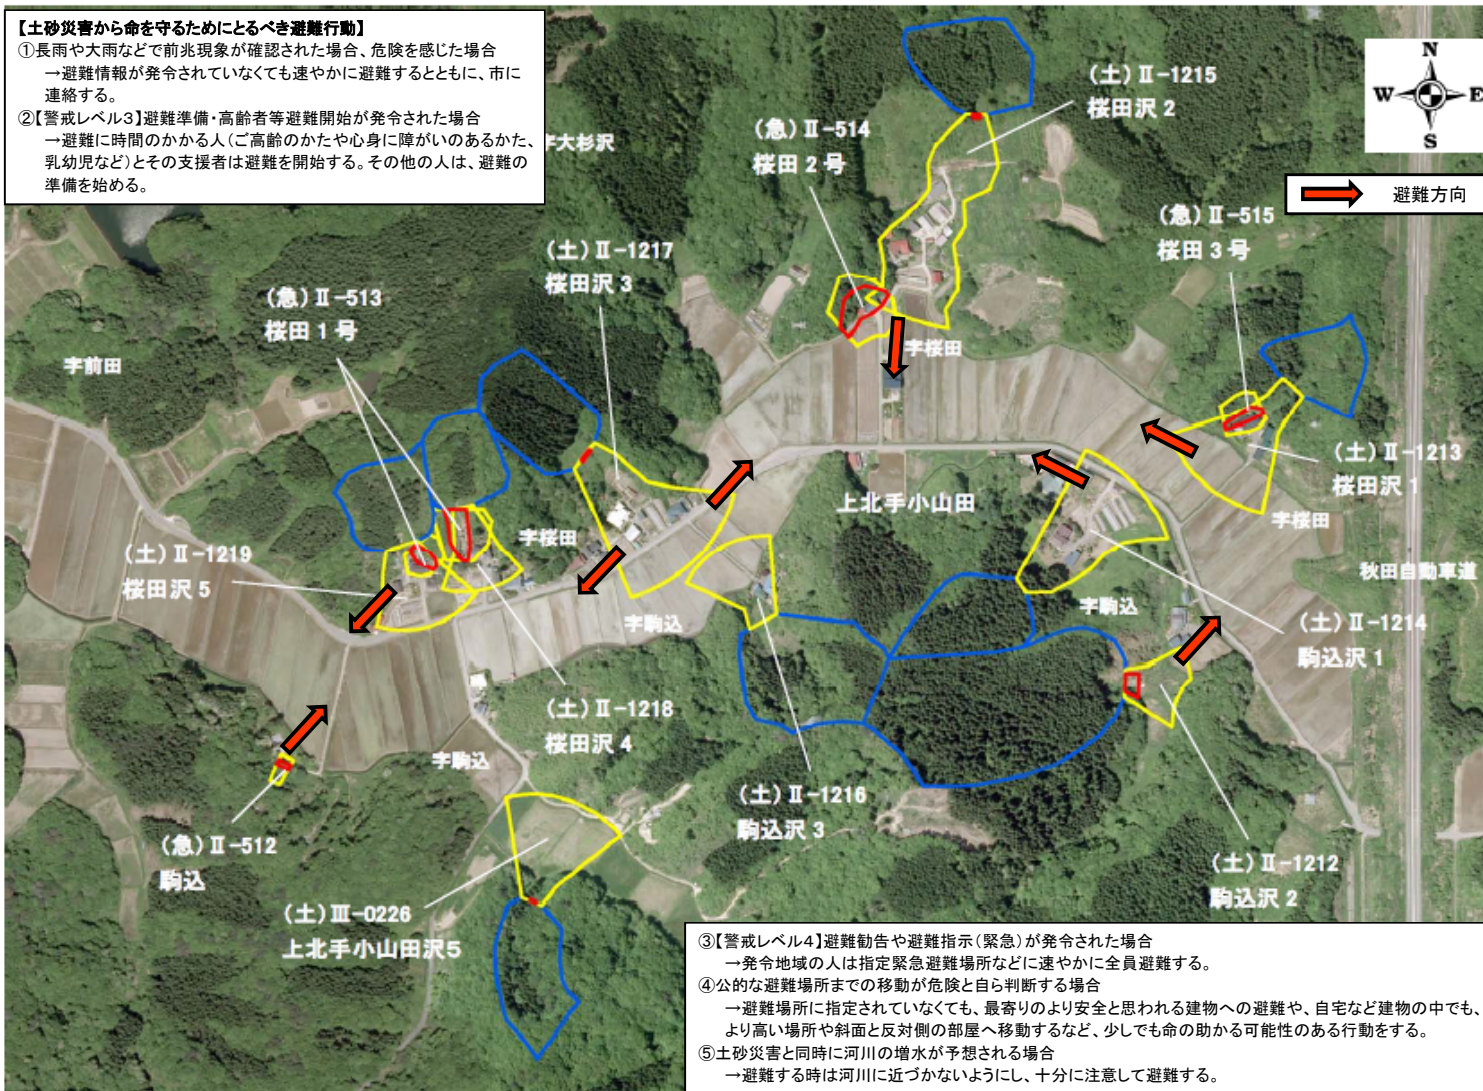 【土砂災害から命を守るためにとるべき避難行動】
①長雨や大雨などで前兆現象が確認された場合、危険を感じた場合
→避難情報が発令されていなくても速やかに避難するとともに、市に
連絡する。
②【警戒レベル3】避難準備・高齢者等避難開始が発令された場合
→避難に時間のかかる人(ご高齢のかたや心身に障がいのあるかた、
乳幼児など)とその支援者は避難を開始する。その他の人は、避難の
準備を始める。
N
W
E
S
避難方向
字大杉沢
(土)Ⅱ-1215
桜田沢2
(急)Ⅱ-514
桜田2号
(急)Ⅱ-515
桜田3号
(土)Ⅱ-1217
桜田沢3
(急)Ⅱ-513
桜田1号
字前田
字桜田
(土)Ⅱ-1213
桜田沢1
字桜田
上北手小山田
秋田自動車道
(土)Ⅱ-1219
桜田沢5
字桜田
字駒込
字駒込
(土)Ⅱ-1214
駒込沢1
(土)Ⅱ-1218
桜田沢4
字駒込
(土)Ⅱ-1216
駒込沢3
(急)Ⅱ-512
駒込
(土)Ⅱ-1212
駒込沢2
(土)Ⅲ-0226
上北手小山田沢5
③【警戒レベル4】避難勧告や避難指示(緊急)が発令された場合
→発令地域の人は指定緊急避難場所などに速やかに全員避難する。
④公的な避難場所までの移動が危険と自ら判断する場合
→避難場所に指定されていなくても、最寄りのより安全と思われる建物への避難や、自宅など建物の中でも、
より高い場所や斜面と反対側の部屋へ移動するなど、少しでも命の助かる可能性のある行動をする。
⑤土砂災害と同時に河川の増水が予想される場合
→避難する時は河川に近づかないようにし、十分に注意して避難する。